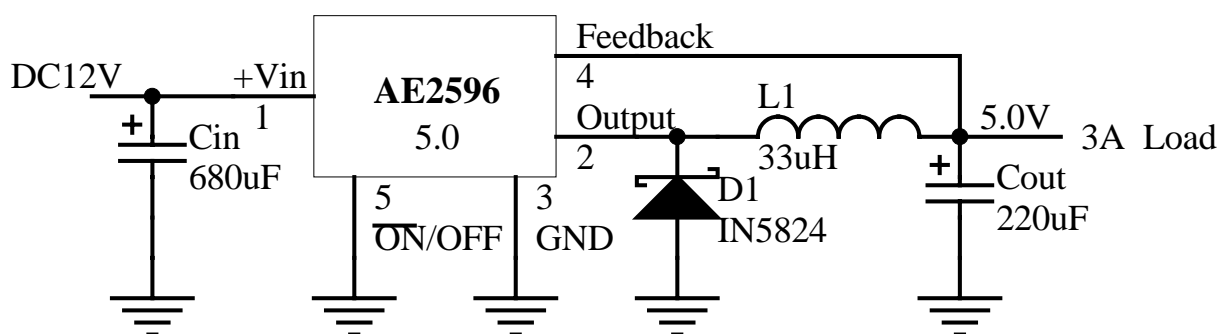 Feedback
4
DC12V
+Vin
1
AE2596
5.0
Output
2
L1
33uH
5.0V
3A Load
+
Cin
680uF
5
ON/OFF
3
GND
D1
IN5824
+
Cout
220uF